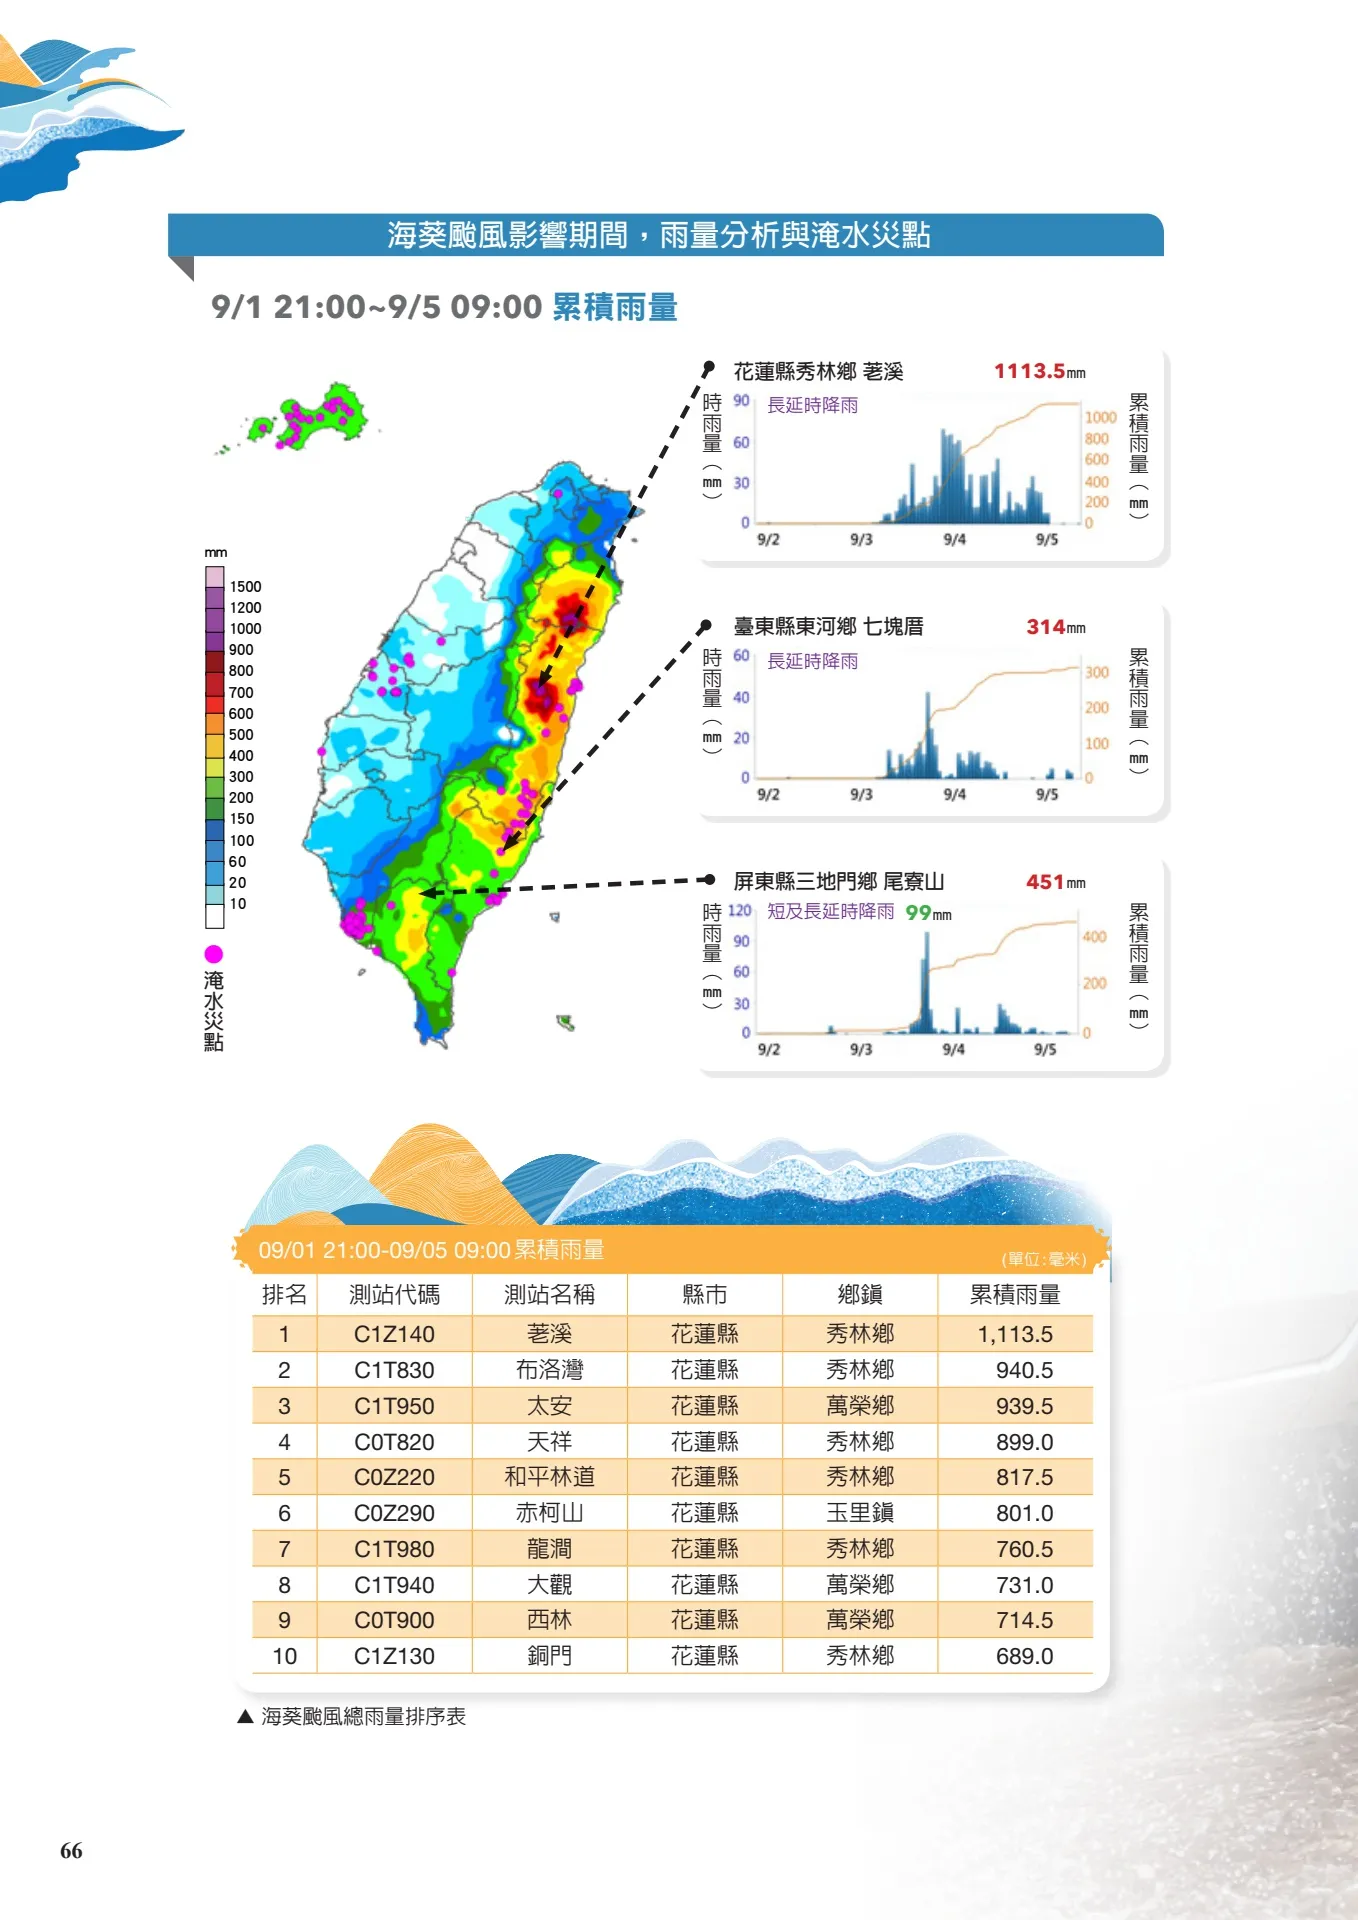 海葵颱風影響期間，雨量分析與淹水災點
9/1 21:00~9/5 09:00 累積雨量
mm
1500
1200
1000
900
800
700
600
500
400
300
200
150
100
60
20
10
淹水災點
花蓮縣秀林鄉 荖溪 1113.5mm
時雨量（mm）
長延時降雨
累積雨量（mm）
90
60
30
0
1000
800
600
400
200
0
9/2 9/3 9/4 9/5
臺東縣東河鄉 七塊厝 314mm
時雨量（mm）
長延時降雨
累積雨量（mm）
60
40
20
0
300
200
100
0
9/2 9/3 9/4 9/5
屏東縣三地門鄉 尾寮山 451mm
時雨量（mm）
短及長延時降雨 99mm
累積雨量（mm）
120
90
60
30
0
400
200
0
9/2 9/3 9/4 9/5
09/01 21:00-09/05 09:00累積雨量 (單位:毫米)
排名 測站代碼 測站名稱 縣市 鄉鎮 累積雨量
1 C1Z140 荖溪 花蓮縣 秀林鄉 1,113.5
2 C1T830 布洛灣 花蓮縣 秀林鄉 940.5
3 C1T950 太安 花蓮縣 萬榮鄉 939.5
4 C0T820 天祥 花蓮縣 秀林鄉 899.0
5 C0Z220 和平林道 花蓮縣 秀林鄉 817.5
6 C0Z290 赤柯山 花蓮縣 玉里鎮 801.0
7 C1T980 龍澗 花蓮縣 秀林鄉 760.5
8 C1T940 大觀 花蓮縣 萬榮鄉 731.0
9 C0T900 西林 花蓮縣 萬榮鄉 714.5
10 C1Z130 銅門 花蓮縣 秀林鄉 689.0
▲ 海葵颱風總雨量排序表
66